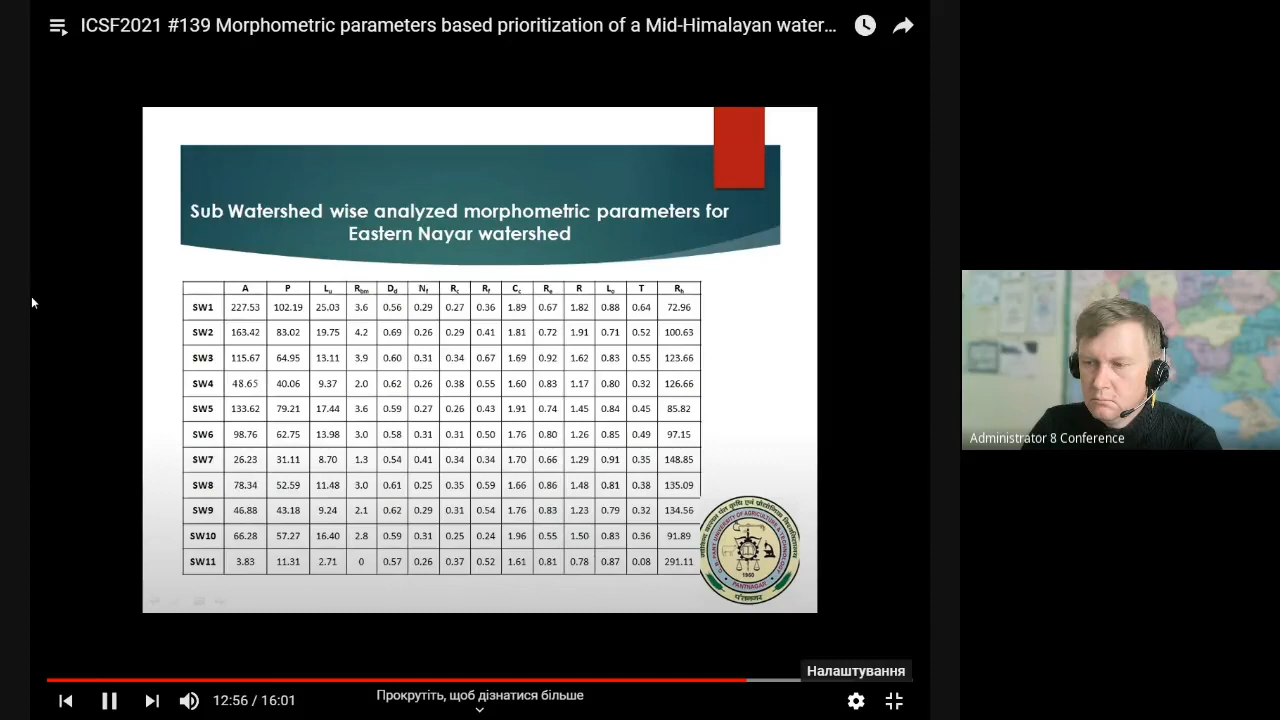 ICSF2021 #139 Morphometric parameters based prioritization of a Mid-Himalayan water...
Sub Watershed wise analyzed morphometric parameters for
Eastern Nayar watershed
A P Lu Rbm Dd Nf Rc Rf Cc Re R Lo T Rh
SW1 227.53 102.19 25.03 3.6 0.56 0.29 0.27 0.36 1.89 0.67 1.82 0.88 0.64 72.96
SW2 163.42 83.02 19.75 4.2 0.69 0.26 0.29 0.41 1.81 0.72 1.91 0.71 0.52 100.63
SW3 115.67 64.95 13.11 3.9 0.60 0.31 0.34 0.67 1.69 0.92 1.62 0.83 0.55 123.66
SW4 48.65 40.06 9.37 2.0 0.62 0.26 0.38 0.55 1.60 0.83 1.17 0.80 0.32 126.66
SW5 133.62 79.21 17.44 3.6 0.59 0.27 0.26 0.43 1.91 0.74 1.45 0.84 0.45 85.82
SW6 98.76 62.75 13.98 3.0 0.58 0.31 0.31 0.50 1.76 0.80 1.26 0.85 0.49 97.15
SW7 26.23 31.11 8.70 1.3 0.54 0.41 0.34 0.34 1.70 0.66 1.29 0.91 0.35 148.85
SW8 78.34 52.59 11.48 3.0 0.61 0.25 0.35 0.59 1.66 0.86 1.48 0.81 0.38 135.09
SW9 46.88 43.18 9.24 2.1 0.62 0.29 0.31 0.54 1.76 0.83 1.23 0.79 0.32 134.56
SW10 66.28 57.27 16.40 2.8 0.59 0.31 0.25 0.24 1.96 0.55 1.50 0.83 0.36 91.89
SW11 3.83 11.31 2.71 0 0.57 0.26 0.37 0.52 1.61 0.81 0.78 0.87 0.08 291.11
1960
PANTNAGAR
पंतनगर
Administrator 8 Conference
Налаштування
12:56 / 16:01
Прокрутіть, щоб дізнатися більше